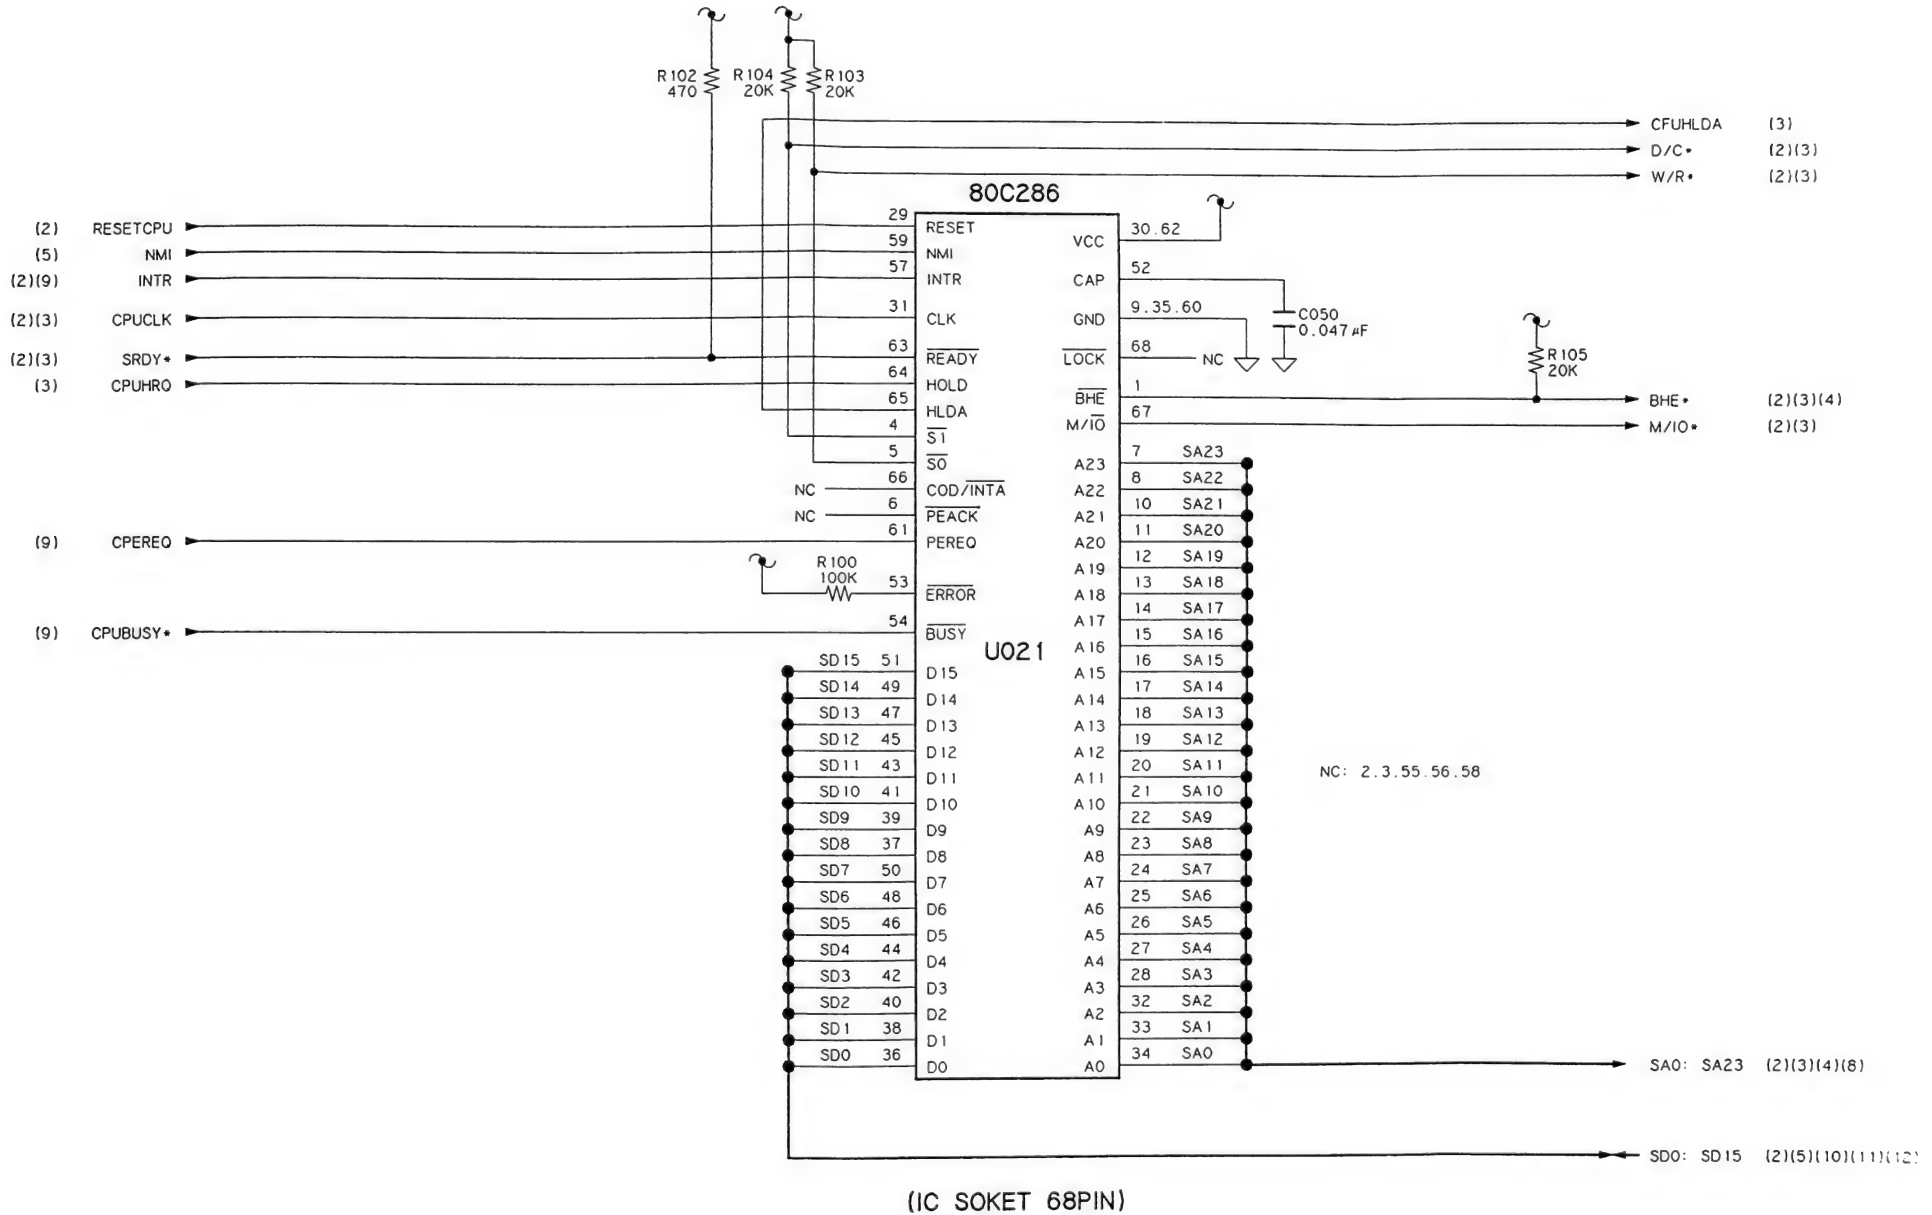 R102
470
R104
20K
R103
20K
CFUHLDA (3)
D/C* (2)(3)
W/R* (2)(3)
80C286
(2) RESETCPU 29 RESET
(5) NMI 59 NMI
(2)(9) INTR 57 INTR
(2)(3) CPUCLK 31 CLK
(2)(3) SRDY* 63 READY
(3) CPUHRQ 64 HOLD
65 HLDA
4 S1
5 S0
NC 66 COD/INTA
NC 6 PEACK
(9) CPEREQ 61 PEREQ
R100
100K
53 ERROR
(9) CPUBUSY* 54 BUSY
U021
VCC 30.62
CAP 52
GND 9.35.60
C050
0.047µF
LOCK 68 NC
R105
20K
BHE 1 BHE* (2)(3)(4)
M/IO 67 M/IO* (2)(3)
SD15 51 D15
SD14 49 D14
SD13 47 D13
SD12 45 D12
SD11 43 D11
SD10 41 D10
SD9 39 D9
SD8 37 D8
SD7 50 D7
SD6 48 D6
SD5 46 D5
SD4 44 D4
SD3 42 D3
SD2 40 D2
SD1 38 D1
SD0 36 D0
A23 7 SA23
A22 8 SA22
A21 10 SA21
A20 11 SA20
A19 12 SA19
A18 13 SA18
A17 14 SA17
A16 15 SA16
A15 16 SA15
A14 17 SA14
A13 18 SA13
A12 19 SA12
A11 20 SA11
A10 21 SA10
A9 22 SA9
A8 23 SA8
A7 24 SA7
A6 25 SA6
A5 26 SA5
A4 27 SA4
A3 28 SA3
A2 32 SA2
A1 33 SA1
A0 34 SA0
NC: 2.3.55.56.58
SA0: SA23 (2)(3)(4)(8)
SD0: SD15 (2)(5)(10)(11)(12)
(IC SOKET 68PIN)